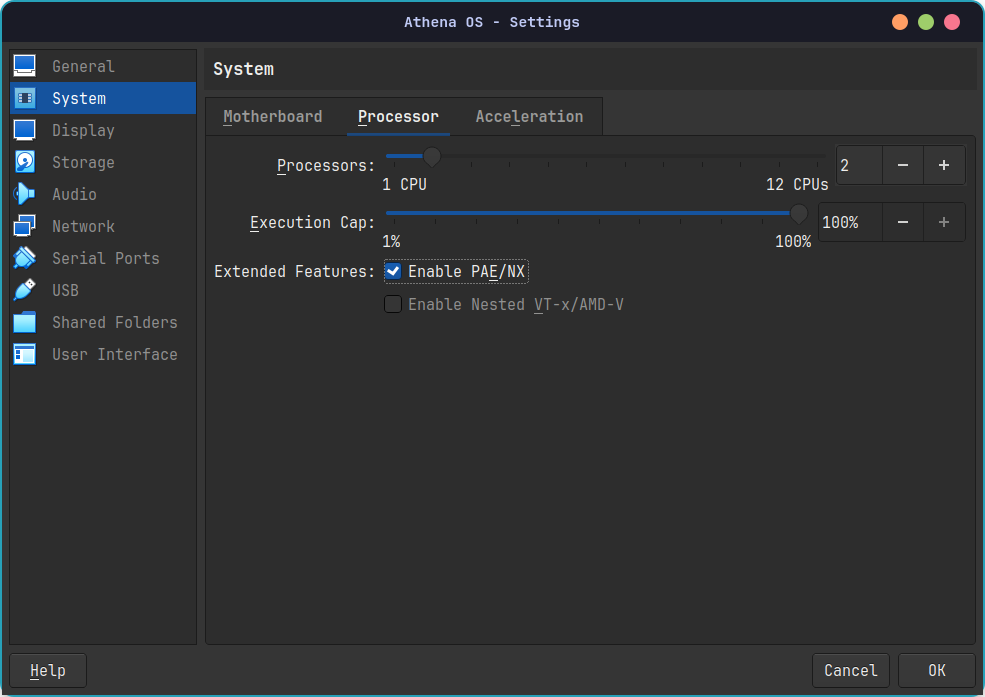 Athena OS - Settings
General
System
Display
Storage
Audio
Network
Serial Ports
USB
Shared Folders
User Interface
System
Motherboard Processor Acceleration
Processors: 2 − +
1 CPU 12 CPUs
Execution Cap: 100% − +
1% 100%
Extended Features: Enable PAE/NX
Enable Nested VT-x/AMD-V
Help Cancel OK